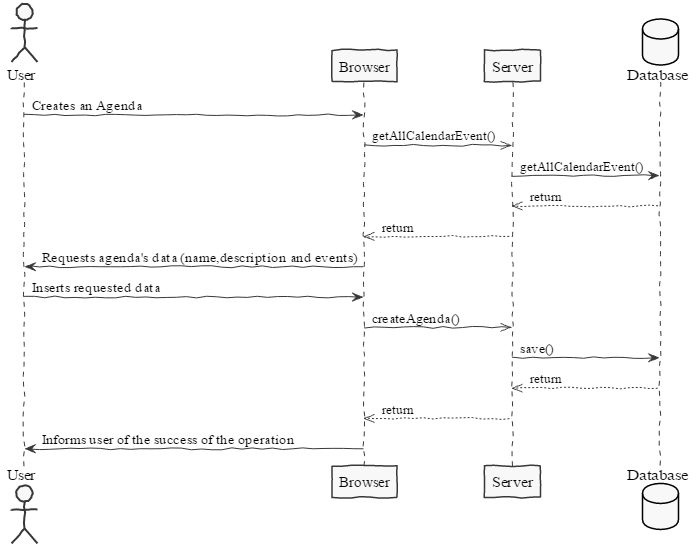 User
Browser
Server
Database
Creates an Agenda
getAllCalendarEvent()
getAllCalendarEvent()
return
return
Requests agenda's data (name,description and events)
Inserts requested data
createAgenda()
save()
return
return
Informs user of the success of the operation
User
Browser
Server
Database